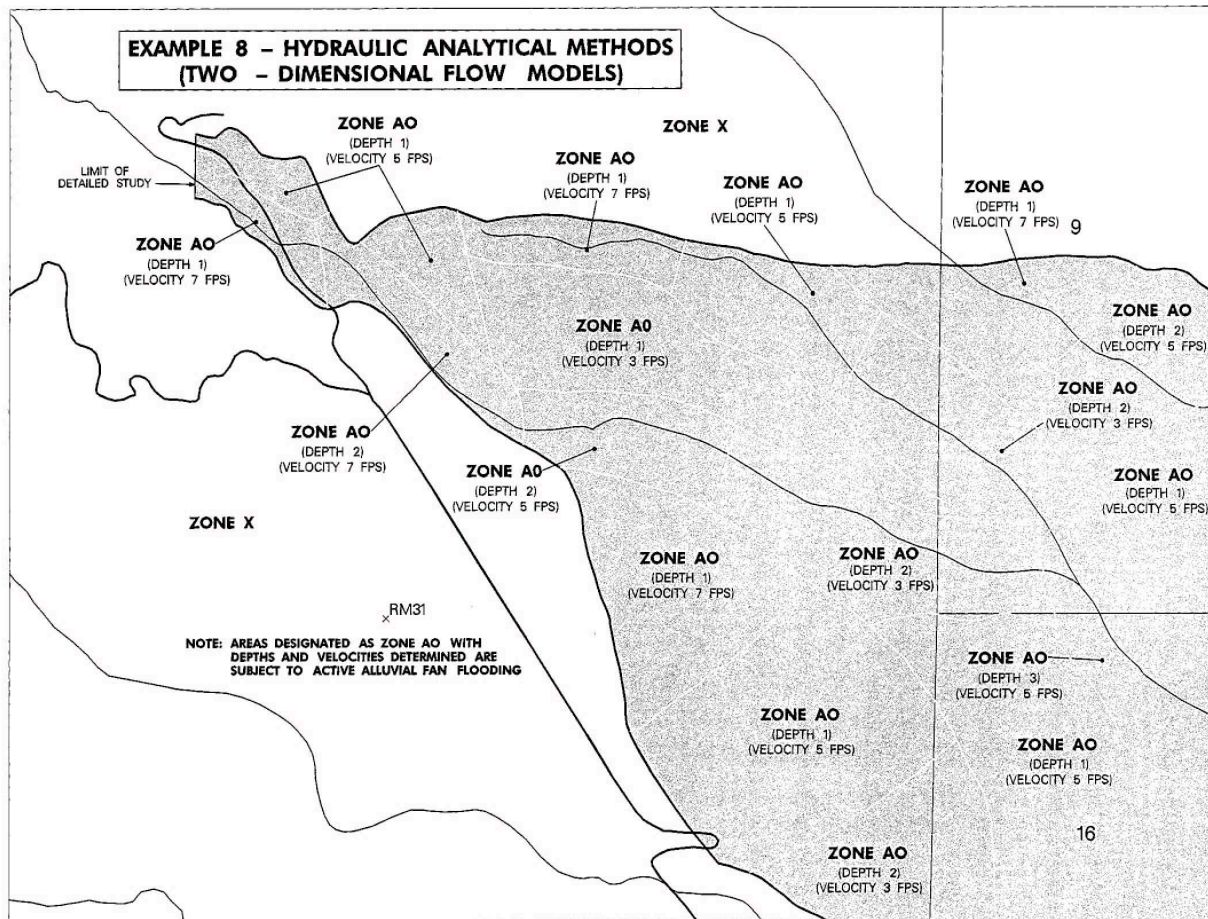 EXAMPLE 8 – HYDRAULIC ANALYTICAL METHODS
(TWO – DIMENSIONAL FLOW MODELS)
ZONE AO
(DEPTH 1)
(VELOCITY 5 FPS)
ZONE X
ZONE AO
(DEPTH 1)
(VELOCITY 7 FPS)
LIMIT OF
DETAILED STUDY
ZONE AO
(DEPTH 1)
(VELOCITY 5 FPS)
ZONE AO
(DEPTH 1)
(VELOCITY 7 FPS)
9
ZONE AO
(DEPTH 1)
(VELOCITY 7 FPS)
ZONE AO
(DEPTH 2)
(VELOCITY 5 FPS)
ZONE A0
(DEPTH 1)
(VELOCITY 3 FPS)
ZONE AO
(DEPTH 2)
(VELOCITY 3 FPS)
ZONE AO
(DEPTH 2)
(VELOCITY 7 FPS)
ZONE A0
(DEPTH 2)
(VELOCITY 5 FPS)
ZONE AO
(DEPTH 1)
(VELOCITY 5 FPS)
ZONE X
ZONE AO
(DEPTH 1)
(VELOCITY 7 FPS)
ZONE AO
(DEPTH 2)
(VELOCITY 3 FPS)
RM31
NOTE: AREAS DESIGNATED AS ZONE AO WITH
DEPTHS AND VELOCITIES DETERMINED ARE
SUBJECT TO ACTIVE ALLUVIAL FAN FLOODING
ZONE AO
(DEPTH 3)
(VELOCITY 5 FPS)
ZONE AO
(DEPTH 1)
(VELOCITY 5 FPS)
ZONE AO
(DEPTH 1)
(VELOCITY 5 FPS)
16
ZONE AO
(DEPTH 2)
(VELOCITY 3 FPS)